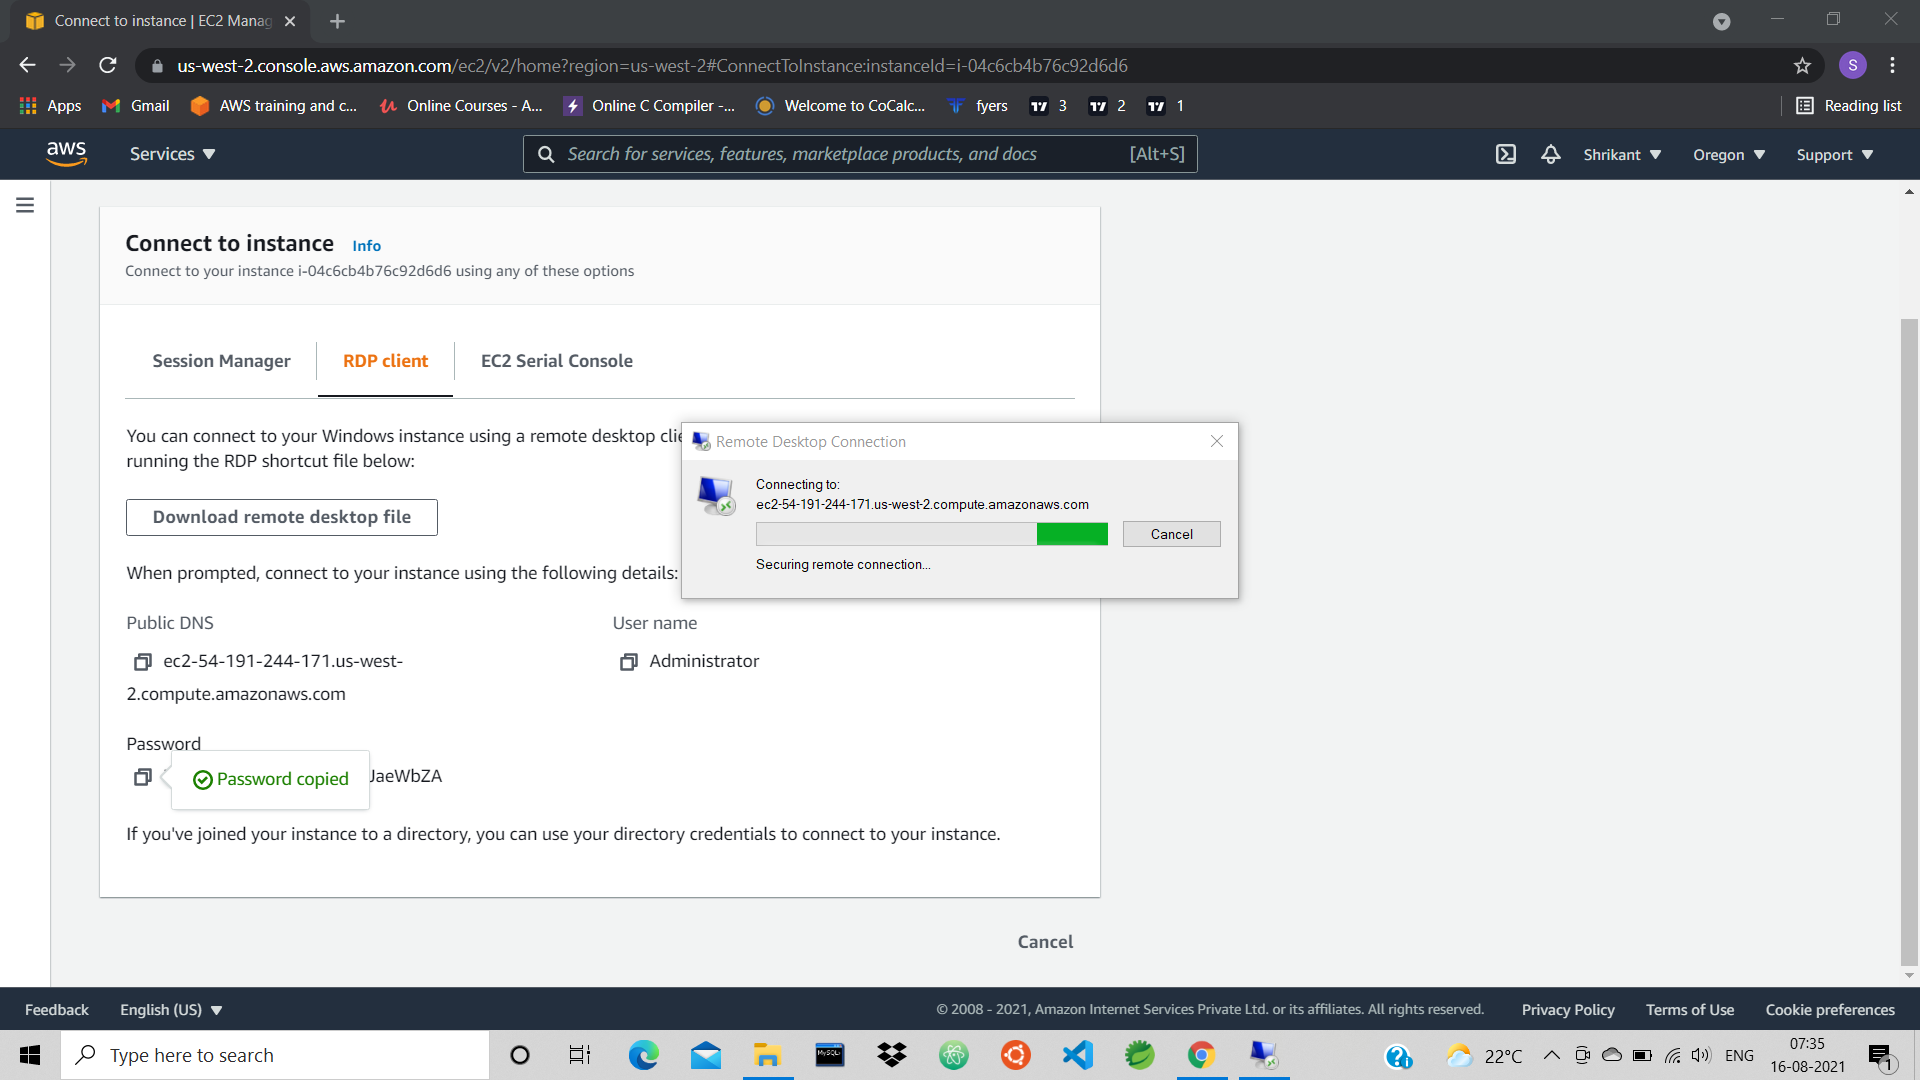 Connect to instance | EC2 Manag
us-west-2.console.aws.amazon.com/ec2/v2/home?region=us-west-2#ConnectToInstance:instanceId=i-04c6cb4b76c92d6d6
S
Apps
Gmail
AWS training and c...
Online Courses - A...
Online C Compiler -...
Welcome to CoCalc...
fyers
3
2
1
Reading list
aws
Services
Search for services, features, marketplace products, and docs
[Alt+S]
Shrikant
Oregon
Support
Connect to instance
Info
Connect to your instance i-04c6cb4b76c92d6d6 using any of these options
Session Manager
RDP client
EC2 Serial Console
You can connect to your Windows instance using a remote desktop clie
running the RDP shortcut file below:
Download remote desktop file
When prompted, connect to your instance using the following details:
Remote Desktop Connection
Connecting to:
ec2-54-191-244-171.us-west-2.compute.amazonaws.com
Cancel
Securing remote connection...
Public DNS
User name
ec2-54-191-244-171.us-west-
2.compute.amazonaws.com
Administrator
Password
Password copied
JaeWbZA
If you've joined your instance to a directory, you can use your directory credentials to connect to your instance.
Cancel
Feedback
English (US)
© 2008 - 2021, Amazon Internet Services Private Ltd. or its affiliates. All rights reserved.
Privacy Policy
Terms of Use
Cookie preferences
Type here to search
MySQL
22°C
ENG
07:35
16-08-2021
1